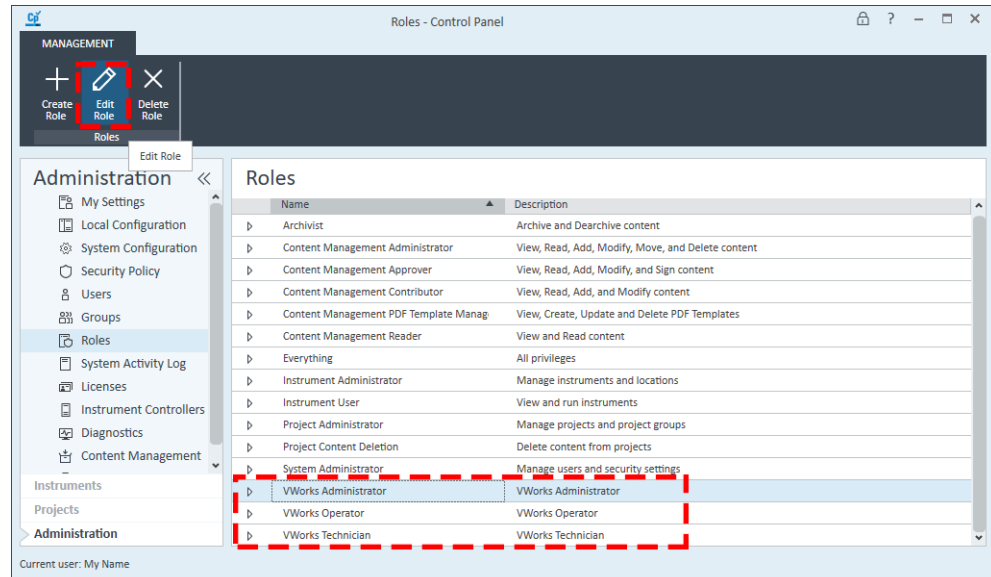 Cp
Roles - Control Panel
?
MANAGEMENT
Create Role
Edit Role
Delete Role
Roles
Edit Role
Administration
My Settings
Local Configuration
System Configuration
Security Policy
Users
Groups
Roles
System Activity Log
Licenses
Instrument Controllers
Diagnostics
Content Management
Instruments
Projects
Administration
Roles
Name Description
Archivist Archive and Dearchive content
Content Management Administrator View, Read, Add, Modify, Move, and Delete content
Content Management Approver View, Read, Add, Modify, and Sign content
Content Management Contributor View, Read, Add, and Modify content
Content Management PDF Template Manag View, Create, Update and Delete PDF Templates
Content Management Reader View and Read content
Everything All privileges
Instrument Administrator Manage instruments and locations
Instrument User View and run instruments
Project Administrator Manage projects and project groups
Project Content Deletion Delete content from projects
System Administrator Manage users and security settings
VWorks Administrator VWorks Administrator
VWorks Operator VWorks Operator
VWorks Technician VWorks Technician
Current user: My Name